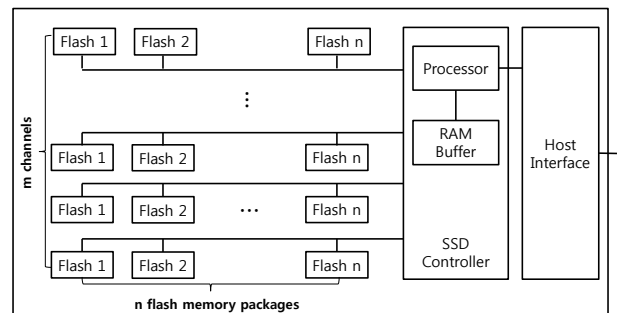 Flash 1 Flash 2 Flash n
Processor
⋮
RAM
Buffer
Host
Interface
m channels
Flash 1 Flash 2 Flash n
Flash 1 Flash 2 ... Flash n
SSD
Controller
Flash 1 Flash 2 Flash n
n flash memory packages